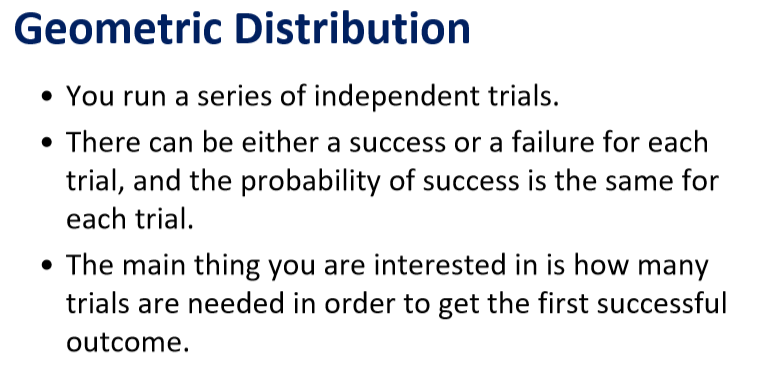 Geometric Distribution
• You run a series of independent trials.
• There can be either a success or a failure for each
trial, and the probability of success is the same for
each trial.
• The main thing you are interested in is how many
trials are needed in order to get the first successful
outcome.